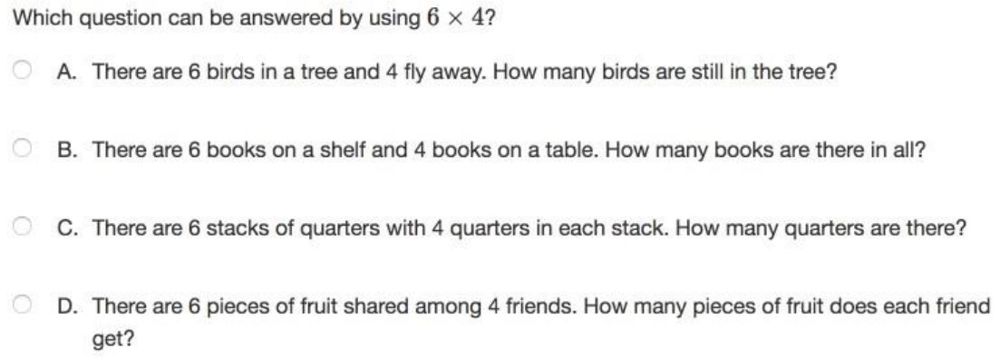 Which question can be answered by using 6 × 4?
A. There are 6 birds in a tree and 4 fly away. How many birds are still in the tree?
B. There are 6 books on a shelf and 4 books on a table. How many books are there in all?
C. There are 6 stacks of quarters with 4 quarters in each stack. How many quarters are there?
D. There are 6 pieces of fruit shared among 4 friends. How many pieces of fruit does each friend
get?